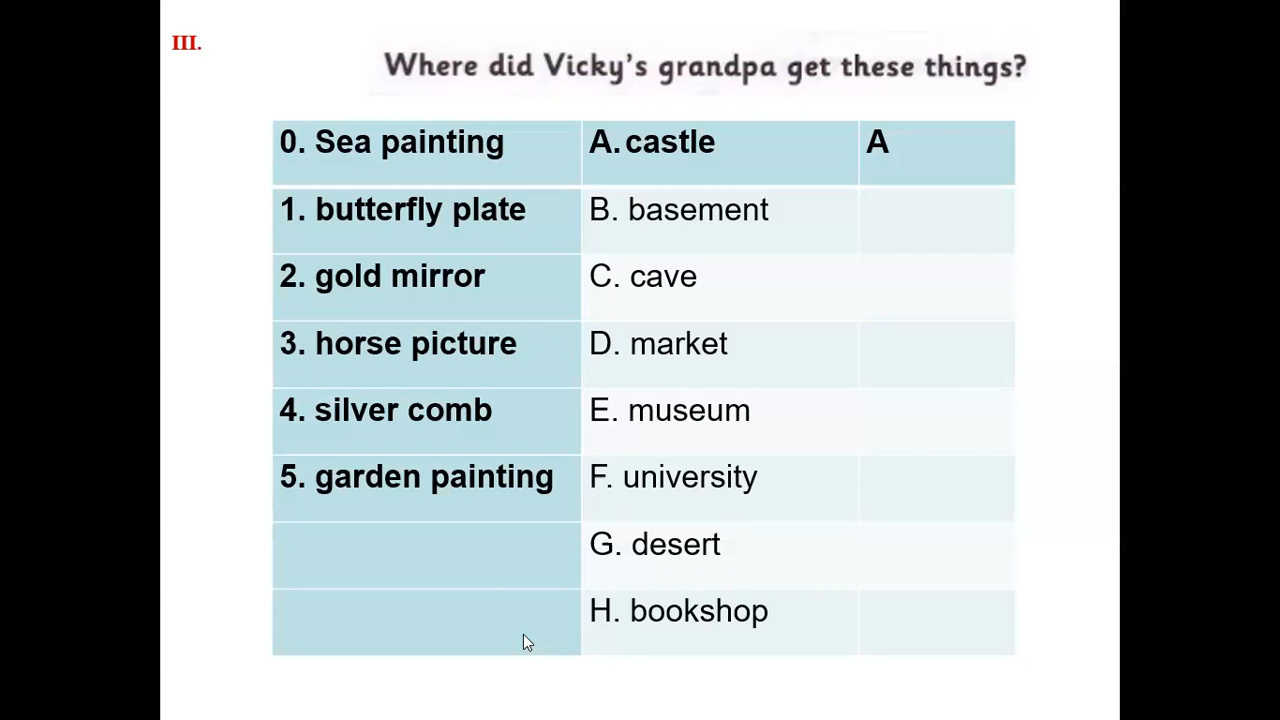 III.
Where did Vicky's grandpa get these things?
0. Sea painting A. castle A
1. butterfly plate B. basement
2. gold mirror C. cave
3. horse picture D. market
4. silver comb E. museum
5. garden painting F. university
G. desert
H. bookshop